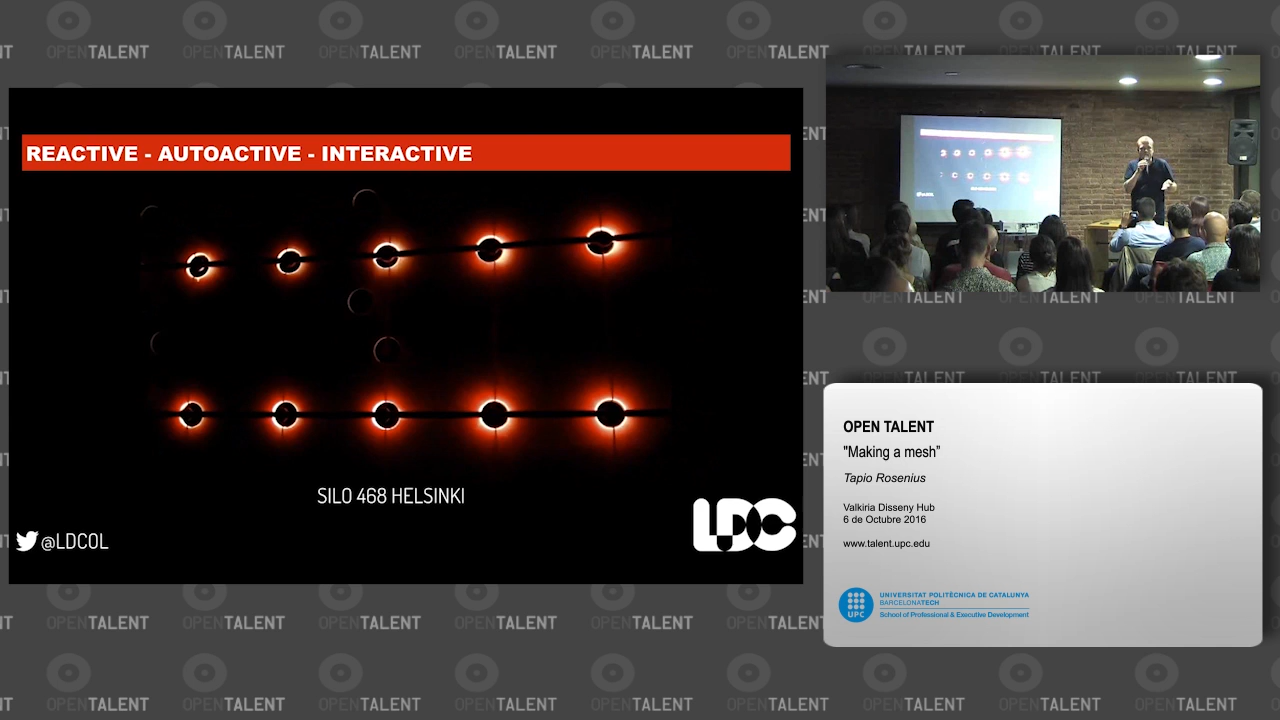 REACTIVE - AUTOACTIVE - INTERACTIVE
SILO 468 HELSINKI
@LDCOL
LDC
OPEN TALENT
"Making a mesh"
Tapio Rosenius
Valkiria Disseny Hub
6 de Octubre 2016
www.talent.upc.edu
UPC
UNIVERSITAT POLITÈCNICA DE CATALUNYA
BARCELONATECH
School of Professional & Executive Development
OPENTALENT